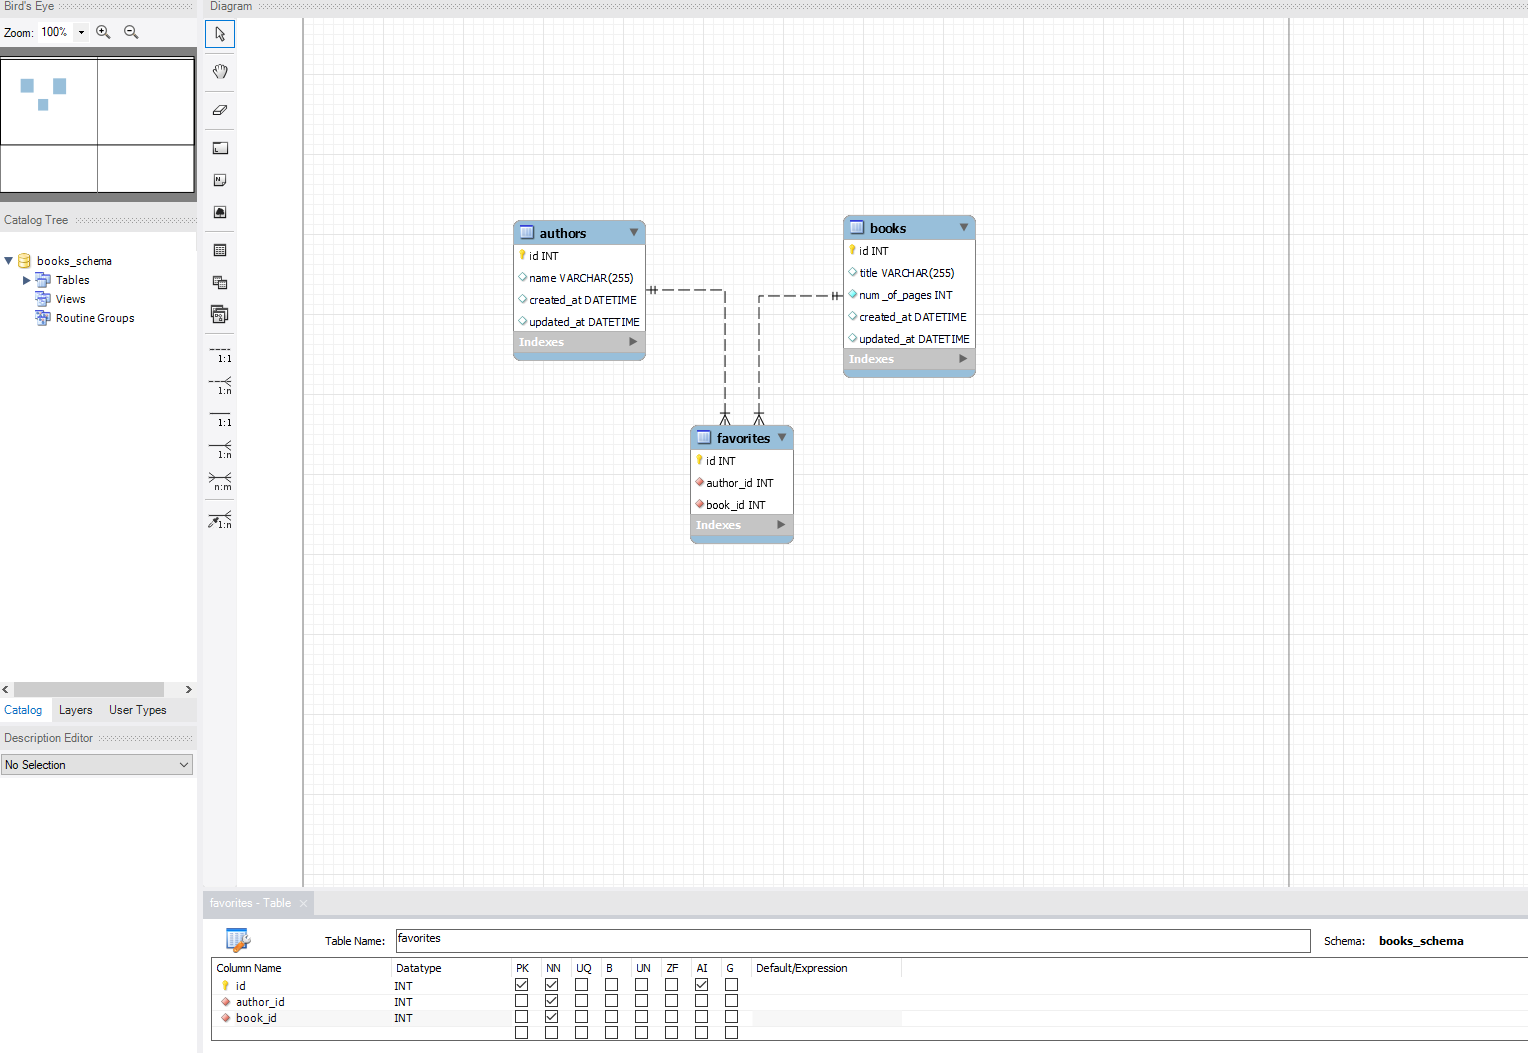 Bird's Eye
Zoom: 100%
Catalog Tree
books_schema
Tables
Views
Routine Groups
Catalog Layers User Types
Description Editor
No Selection
Diagram
1:1
1:n
1:1
1:n
n:m
1:n
authors
id INT
name VARCHAR(255)
created_at DATETIME
updated_at DATETIME
Indexes
books
id INT
title VARCHAR(255)
num_of_pages INT
created_at DATETIME
updated_at DATETIME
Indexes
favorites
id INT
author_id INT
book_id INT
Indexes
favorites - Table
Table Name: favorites Schema: books_schema
Column Name Datatype PK NN UQ B UN ZF AI G Default/Expression
id INT
author_id INT
book_id INT